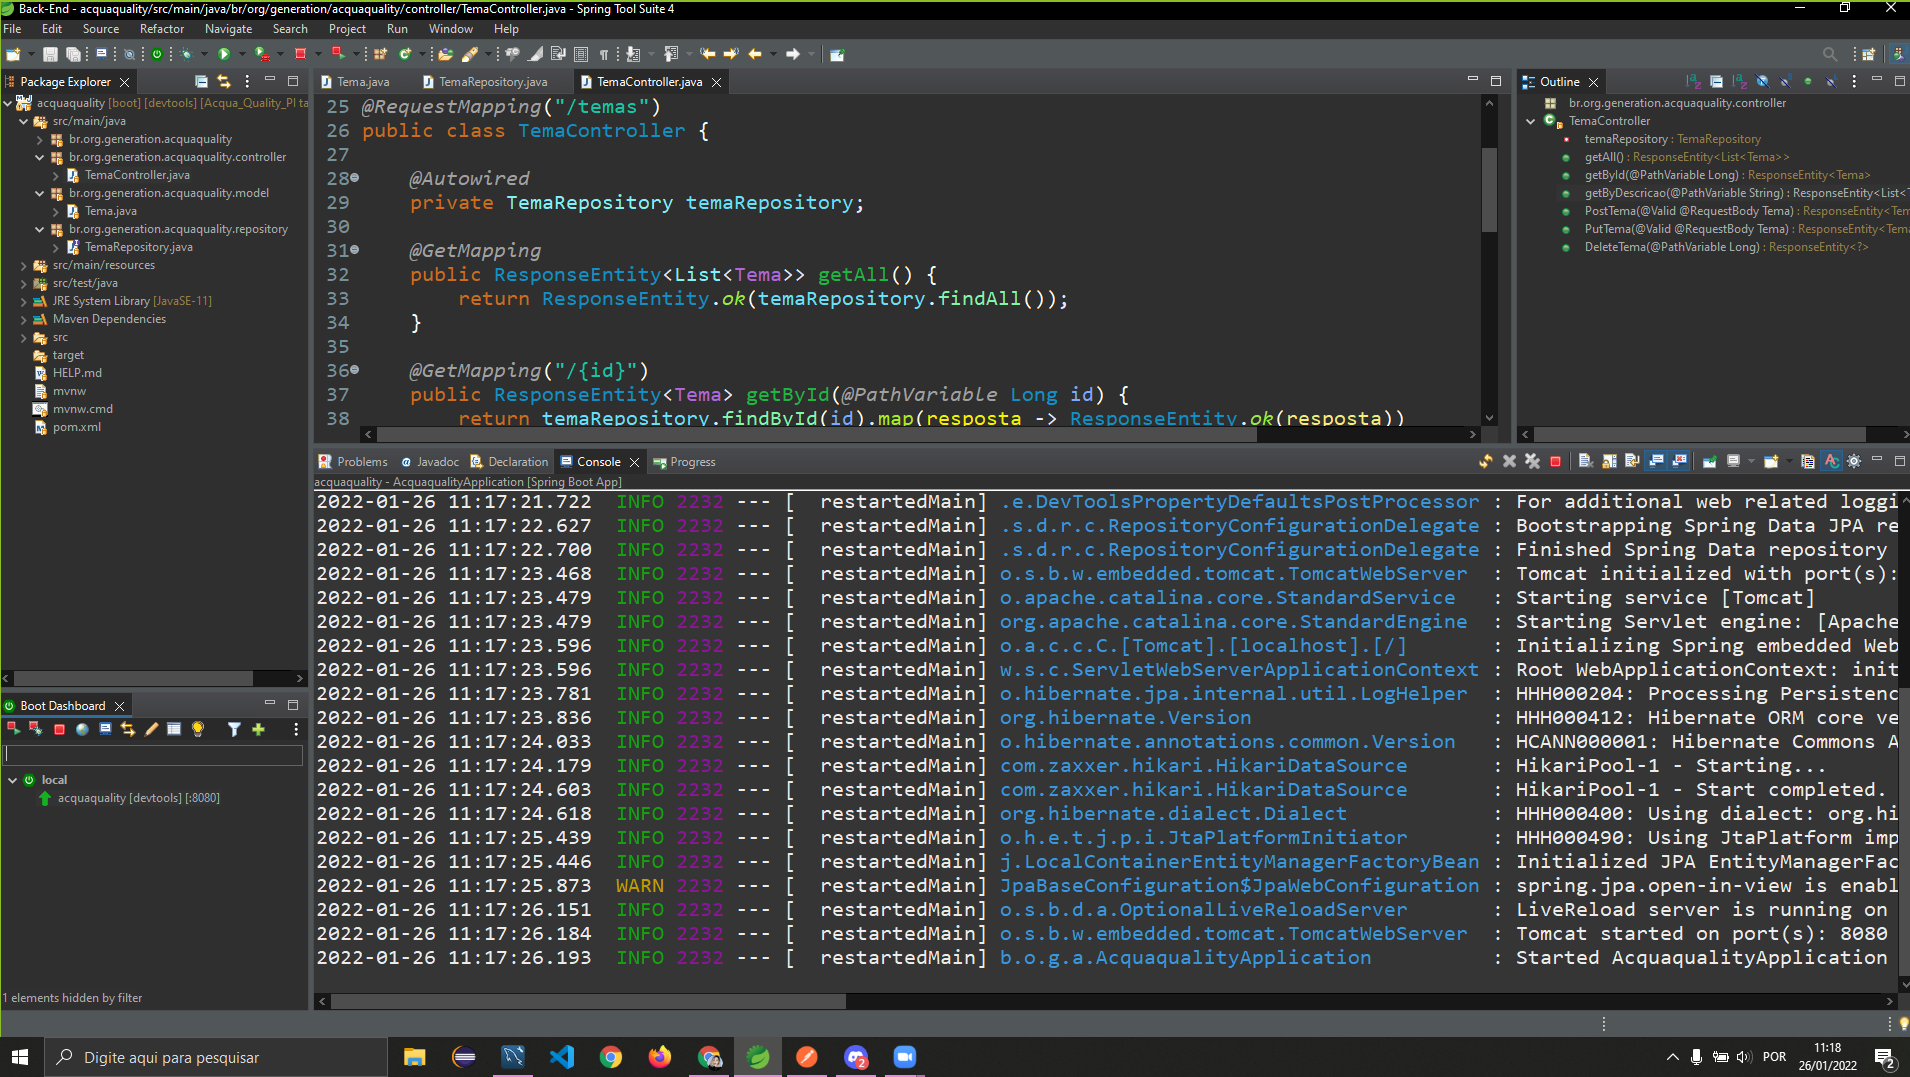 Back-End - acquaquality/src/main/java/br/org/generation/acquaquality/controller/TemaController.java - Spring Tool Suite 4
File Edit Source Refactor Navigate Search Project Run Window Help
Package Explorer
acquaquality [boot] [devtools] [Acqua_Quality_PI ta
src/main/java
br.org.generation.acquaquality
br.org.generation.acquaquality.controller
TemaController.java
br.org.generation.acquaquality.model
Tema.java
br.org.generation.acquaquality.repository
TemaRepository.java
src/main/resources
src/test/java
JRE System Library [JavaSE-11]
Maven Dependencies
src
target
HELP.md
mvnw
mvnw.cmd
pom.xml
Boot Dashboard
local
acquaquality [devtools] [:8080]
1 elements hidden by filter
Tema.java TemaRepository.java TemaController.java
25 @RequestMapping("/temas")
26 public class TemaController {
27
28 @Autowired
29 private TemaRepository temaRepository;
30
31 @GetMapping
32 public ResponseEntity<List<Tema>> getAll() {
33 return ResponseEntity.ok(temaRepository.findAll());
34 }
35
36 @GetMapping("/{id}")
37 public ResponseEntity<Tema> getById(@PathVariable Long id) {
38 return temaRepository.findById(id).map(resposta -> ResponseEntity.ok(resposta))
Outline
br.org.generation.acquaquality.controller
TemaController
temaRepository : TemaRepository
getAll() : ResponseEntity<List<Tema>>
getById(@PathVariable Long) : ResponseEntity<Tema>
getByDescricao(@PathVariable String) : ResponseEntity<List<
PostTema(@Valid @RequestBody Tema) : ResponseEntity<Tem
PutTema(@Valid @RequestBody Tema) : ResponseEntity<Tema
DeleteTema(@PathVariable Long) : ResponseEntity<?>
Problems Javadoc Declaration Console Progress
acquaquality - AcquaqualityApplication [Spring Boot App]
2022-01-26 11:17:21.722 INFO 2232 --- [ restartedMain] .e.DevToolsPropertyDefaultsPostProcessor : For additional web related loggi
2022-01-26 11:17:22.627 INFO 2232 --- [ restartedMain] .s.d.r.c.RepositoryConfigurationDelegate : Bootstrapping Spring Data JPA re
2022-01-26 11:17:22.700 INFO 2232 --- [ restartedMain] .s.d.r.c.RepositoryConfigurationDelegate : Finished Spring Data repository
2022-01-26 11:17:23.468 INFO 2232 --- [ restartedMain] o.s.b.w.embedded.tomcat.TomcatWebServer : Tomcat initialized with port(s):
2022-01-26 11:17:23.479 INFO 2232 --- [ restartedMain] o.apache.catalina.core.StandardService : Starting service [Tomcat]
2022-01-26 11:17:23.479 INFO 2232 --- [ restartedMain] org.apache.catalina.core.StandardEngine : Starting Servlet engine: [Apache
2022-01-26 11:17:23.596 INFO 2232 --- [ restartedMain] o.a.c.c.C.[Tomcat].[localhost].[/] : Initializing Spring embedded Web
2022-01-26 11:17:23.596 INFO 2232 --- [ restartedMain] w.s.c.ServletWebServerApplicationContext : Root WebApplicationContext: init
2022-01-26 11:17:23.781 INFO 2232 --- [ restartedMain] o.hibernate.jpa.internal.util.LogHelper : HHH000204: Processing Persistenc
2022-01-26 11:17:23.836 INFO 2232 --- [ restartedMain] org.hibernate.Version : HHH000412: Hibernate ORM core ve
2022-01-26 11:17:24.033 INFO 2232 --- [ restartedMain] o.hibernate.annotations.common.Version : HCANN000001: Hibernate Commons A
2022-01-26 11:17:24.179 INFO 2232 --- [ restartedMain] com.zaxxer.hikari.HikariDataSource : HikariPool-1 - Starting...
2022-01-26 11:17:24.603 INFO 2232 --- [ restartedMain] com.zaxxer.hikari.HikariDataSource : HikariPool-1 - Start completed.
2022-01-26 11:17:24.618 INFO 2232 --- [ restartedMain] org.hibernate.dialect.Dialect : HHH000400: Using dialect: org.hi
2022-01-26 11:17:25.439 INFO 2232 --- [ restartedMain] o.h.e.t.j.p.i.JtaPlatformInitiator : HHH000490: Using JtaPlatform imp
2022-01-26 11:17:25.446 INFO 2232 --- [ restartedMain] j.LocalContainerEntityManagerFactoryBean : Initialized JPA EntityManagerFac
2022-01-26 11:17:25.873 WARN 2232 --- [ restartedMain] JpaBaseConfiguration$JpaWebConfiguration : spring.jpa.open-in-view is enabl
2022-01-26 11:17:26.151 INFO 2232 --- [ restartedMain] o.s.b.d.a.OptionalLiveReloadServer : LiveReload server is running on
2022-01-26 11:17:26.184 INFO 2232 --- [ restartedMain] o.s.b.w.embedded.tomcat.TomcatWebServer : Tomcat started on port(s): 8080
2022-01-26 11:17:26.193 INFO 2232 --- [ restartedMain] b.o.g.a.AcquaqualityApplication : Started AcquaqualityApplication
Digite aqui para pesquisar
2
POR
11:18
26/01/2022
2